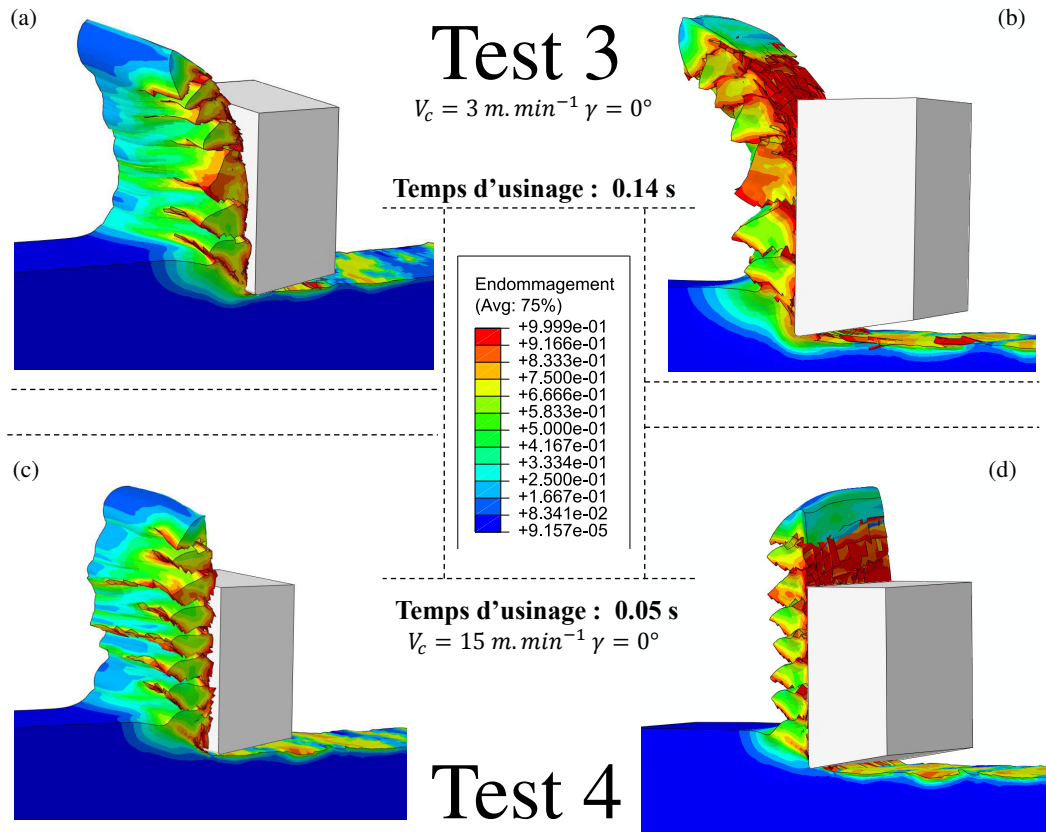 (a)
Test 3
(b)
V_c = 3 m.min⁻¹ γ = 0°
Temps d'usinage : 0.14 s
Endommagement
(Avg: 75%)
+9.999e-01
+9.166e-01
+8.333e-01
+7.500e-01
+6.666e-01
+5.833e-01
+5.000e-01
+4.167e-01
+3.334e-01
+2.500e-01
+1.667e-01
+8.341e-02
+9.157e-05
(c)
(d)
Temps d'usinage : 0.05 s
V_c = 15 m.min⁻¹ γ = 0°
Test 4